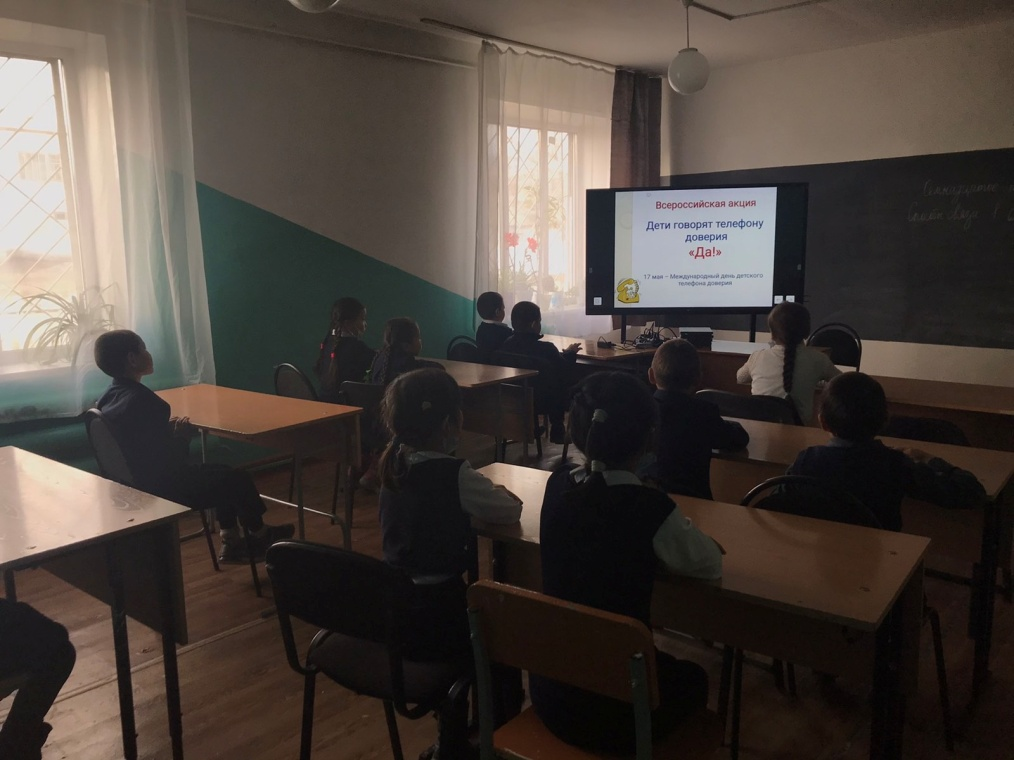 Всероссийская акция
Дети говорят телефону
доверия
«Да!»
17 мая – Международный день детского
телефона доверия